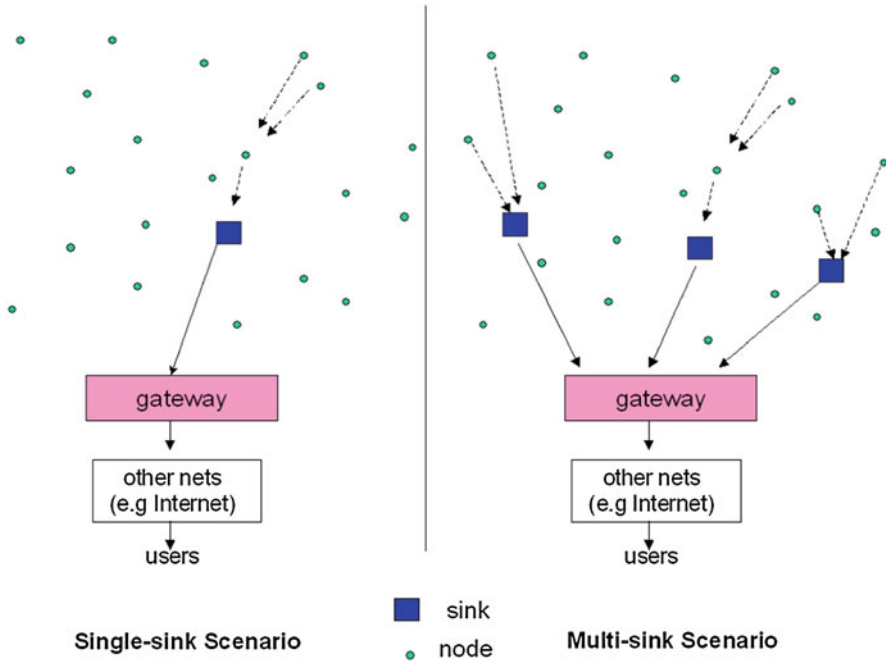 gateway
other nets
(e.g Internet)
users
gateway
other nets
(e.g Internet)
users
sink
node
Single-sink Scenario
Multi-sink Scenario